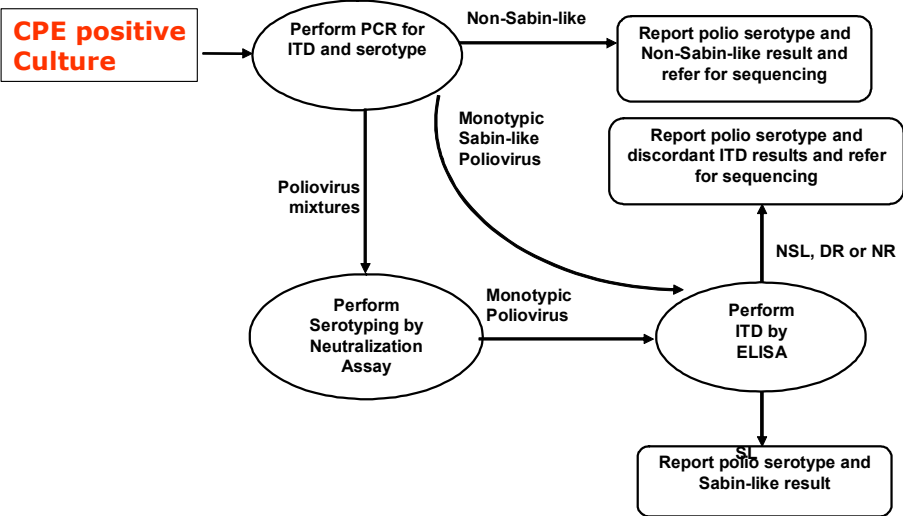 CPE positive
Culture
Perform PCR for
ITD and serotype
Non-Sabin-like
Report polio serotype and
Non-Sabin-like result and
refer for sequencing
Monotypic
Sabin-like
Poliovirus
Report polio serotype and
discordant ITD results and refer
for sequencing
Poliovirus
mixtures
NSL, DR or NR
Perform
Serotyping by
Neutralization
Assay
Monotypic
Poliovirus
Perform
ITD by
ELISA
SL
Report polio serotype and
Sabin-like result